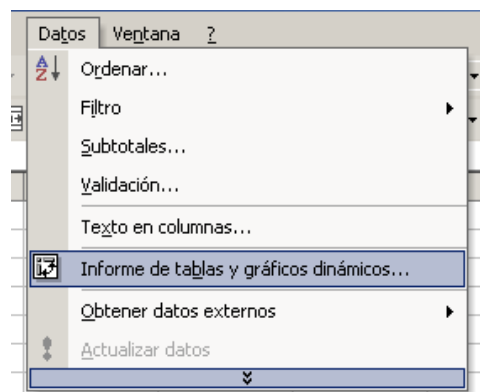 Datos Ventana ?
Ordenar...
Filtro
Subtotales...
Validación...
Texto en columnas...
Informe de tablas y gráficos dinámicos...
Obtener datos externos
Actualizar datos